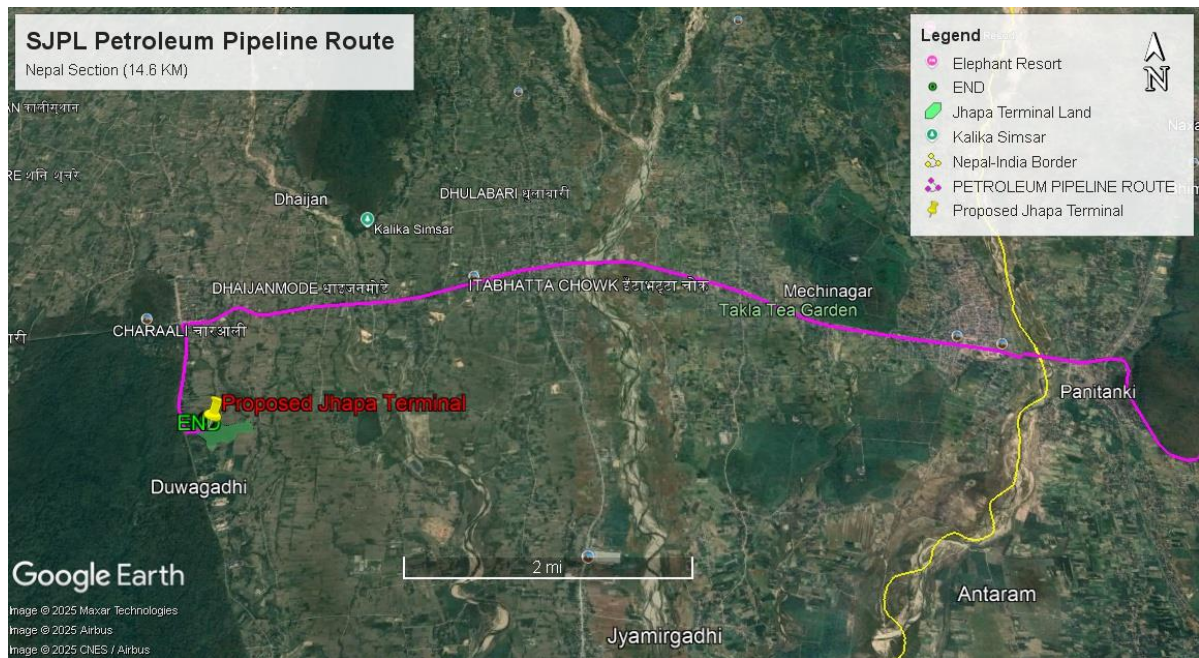 SJPL Petroleum Pipeline Route
Nepal Section (14.6 KM)
Legend
Elephant Resort
END
Jhapa Terminal Land
Kalika Simsar
Nepal-India Border
PETROLEUM PIPELINE ROUTE
Proposed Jhapa Terminal
N
Dhaijan
DHULABARI धुलाबारी
Kalika Simsar
DHAIJANMODE धाइजनमोडे
ITABHATTA CHOWK ईंटाभट्टा चोक
Mechinagar
Takla Tea Garden
CHARAALI चारआली
Panitanki
Proposed Jhapa Terminal
END
Duwagadhi
2 mi
Antaram
Jyamirgadhi
Google Earth
Image © 2025 Maxar Technologies
Image © 2025 Airbus
Image © 2025 CNES / Airbus